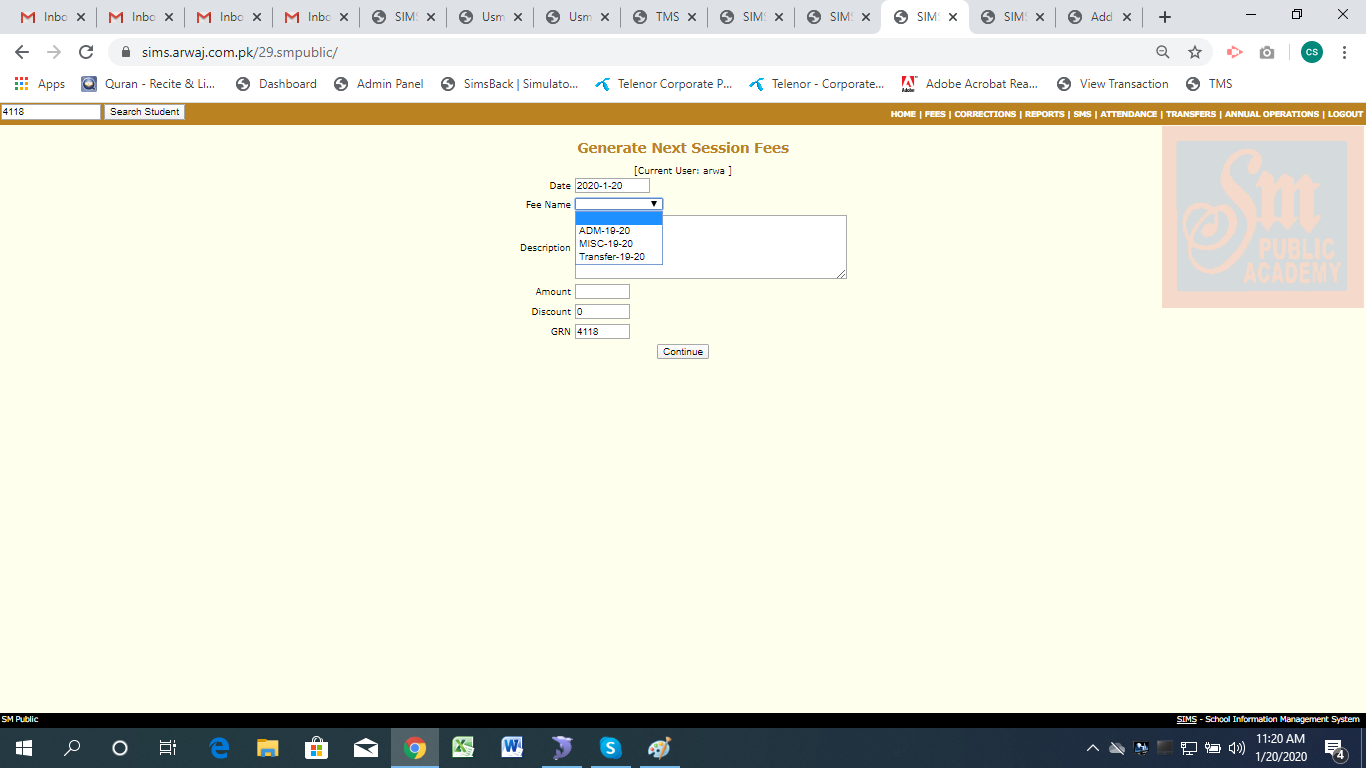 Inbo Inbo Inbo Inbo SIMS Usm Usm TMS SIM SIM SIM SIM Add
sims.arwaj.com.pk/29.smpublic/
CS
Apps Quran - Recite & Li... Dashboard Admin Panel SimsBack | Simulato... Telenor Corporate P... Telenor - Corporate... Adobe Acrobat Rea... View Transaction TMS
4118 Search Student HOME | FEES | CORRECTIONS | REPORTS | SMS | ATTENDANCE | TRANSFERS | ANNUAL OPERATIONS | LOGOUT
Generate Next Session Fees
[Current User: arwa ]
Date 2020-1-20
Fee Name
ADM-19-20
MISC-19-20
Transfer-19-20
Description
Amount
Discount 0
GRN 4118
Continue
Sm
PUBLIC
ACADEMY
SM Public SIMS - School Information Management System
11:20 AM
1/20/2020
4